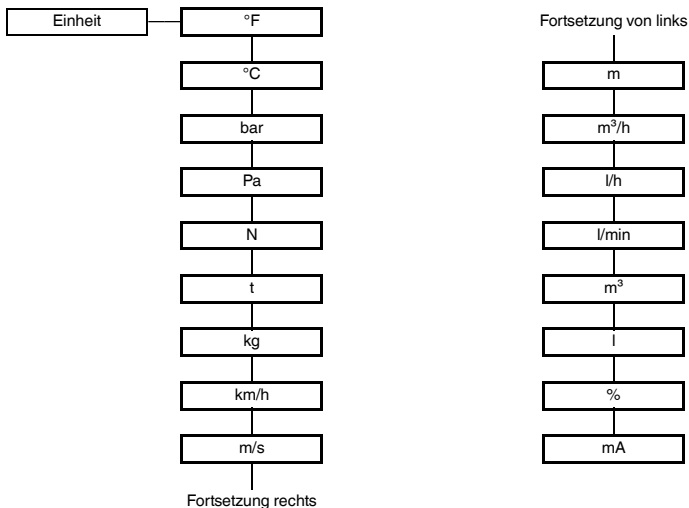 Einheit
°F
°C
bar
Pa
N
t
kg
km/h
m/s
Fortsetzung rechts
Fortsetzung von links
m
m³/h
l/h
l/min
m³
l
%
mA